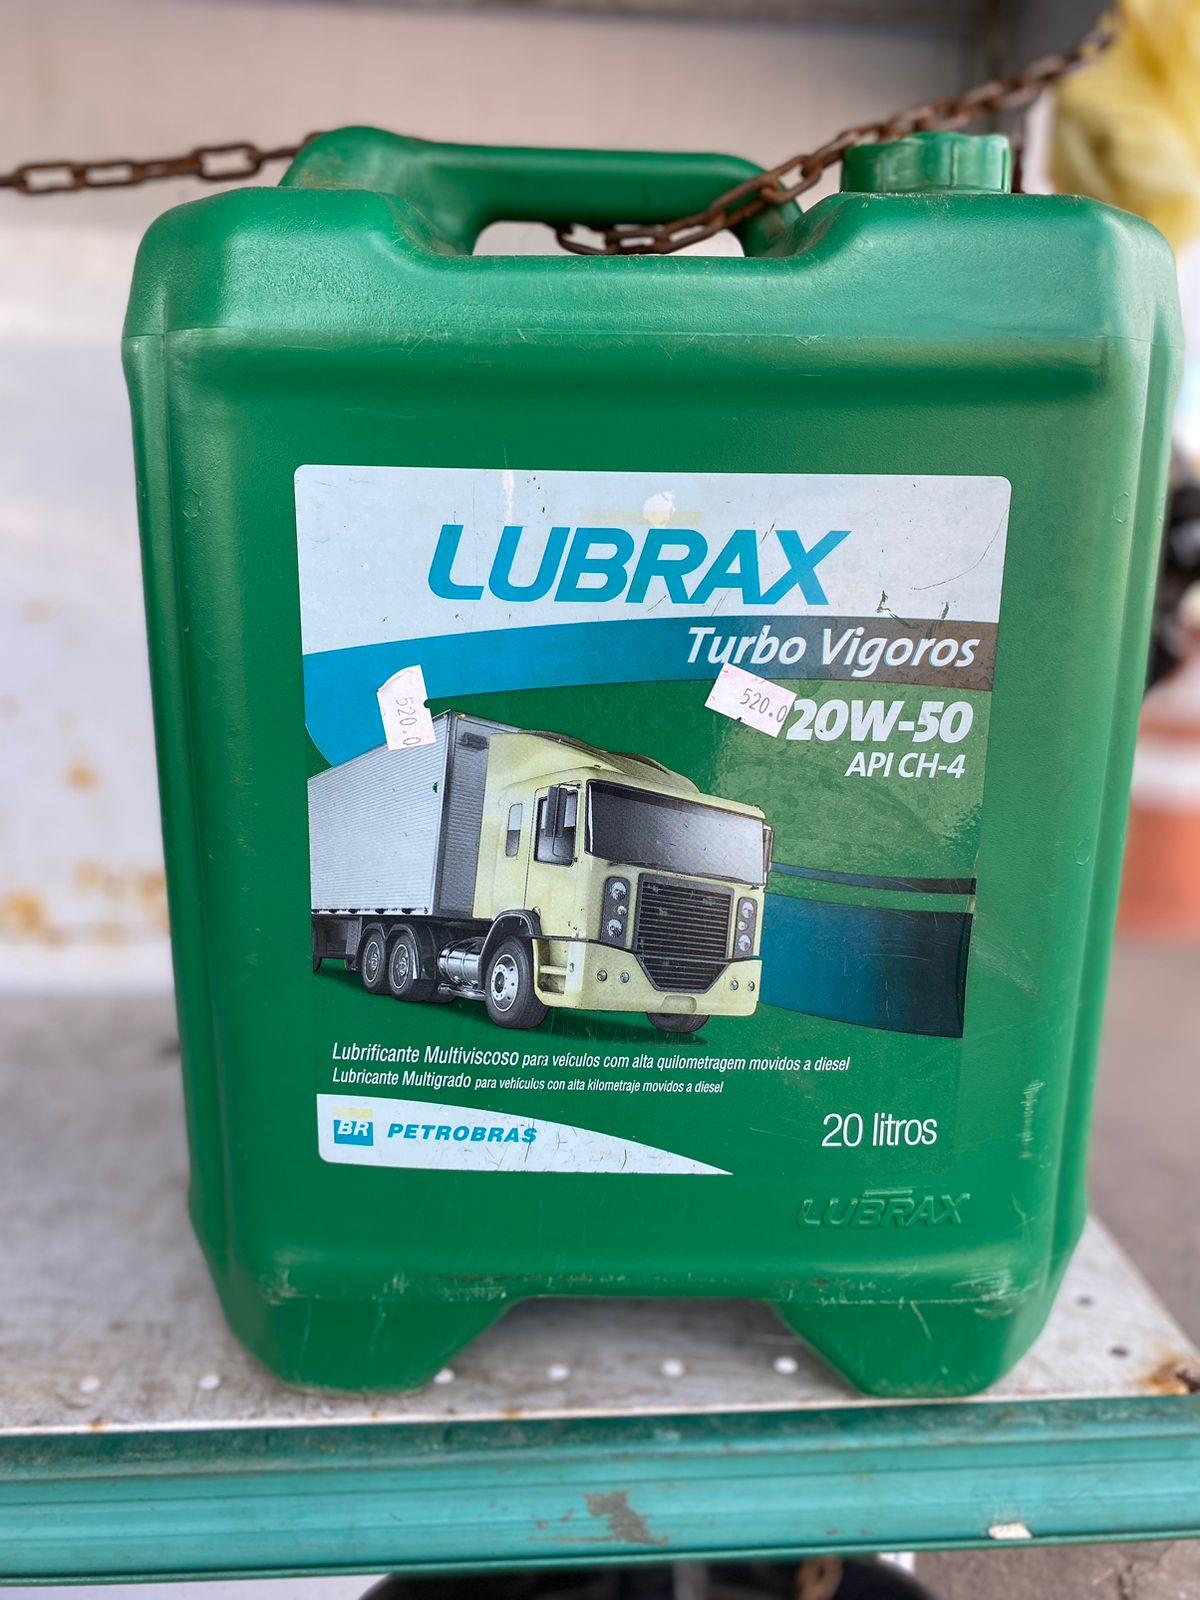 LUBRAX
Turbo Vigoros
520.0
520.0
20W-50
API CH-4
Lubrificante Multiviscoso para veículos com alta quilometragem movidos a diesel
Lubricante Multigrado para vehículos con alta kilometraje movidos a diesel
BR PETROBRAS
20 litros
LUBRAX